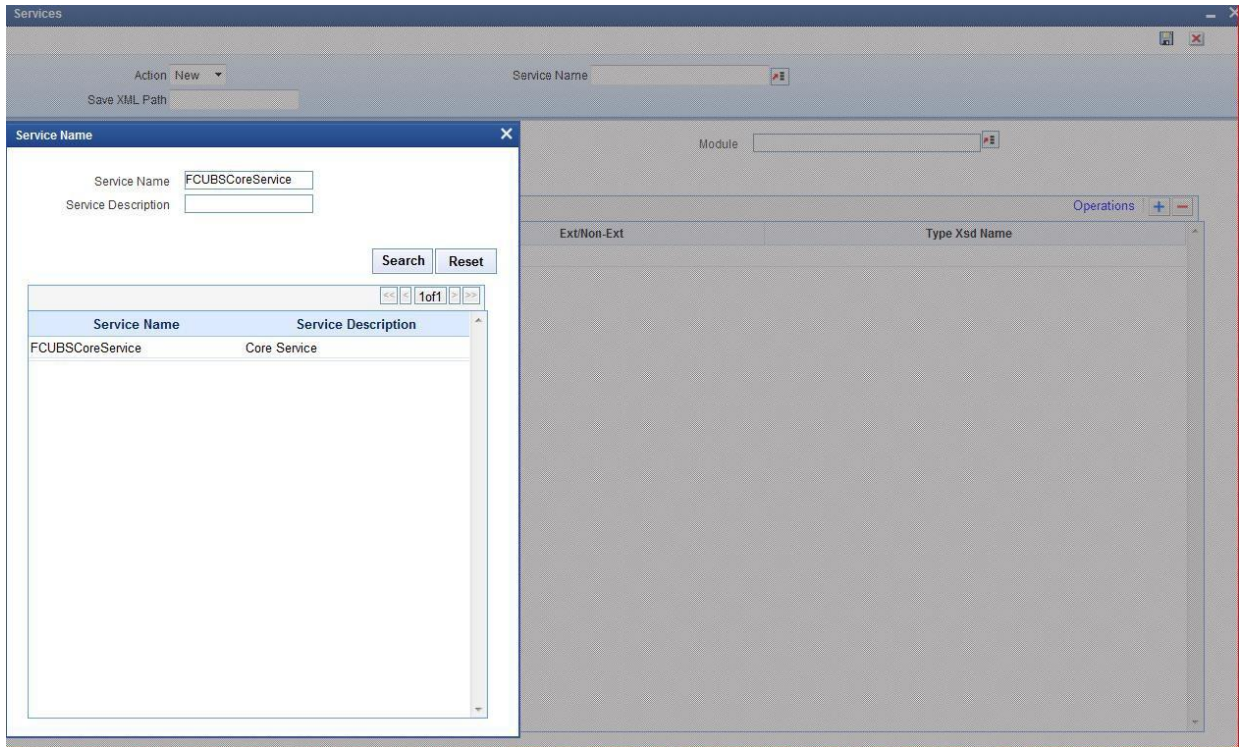 Services
Action New Service Name
Save XML Path
Service Name
Module
Service Name FCUBSCoreService
Service Description
Operations
Ext/Non-Ext Type Xsd Name
Search Reset
<< < 1of1 > >>
Service Name Service Description
FCUBSCoreService Core Service